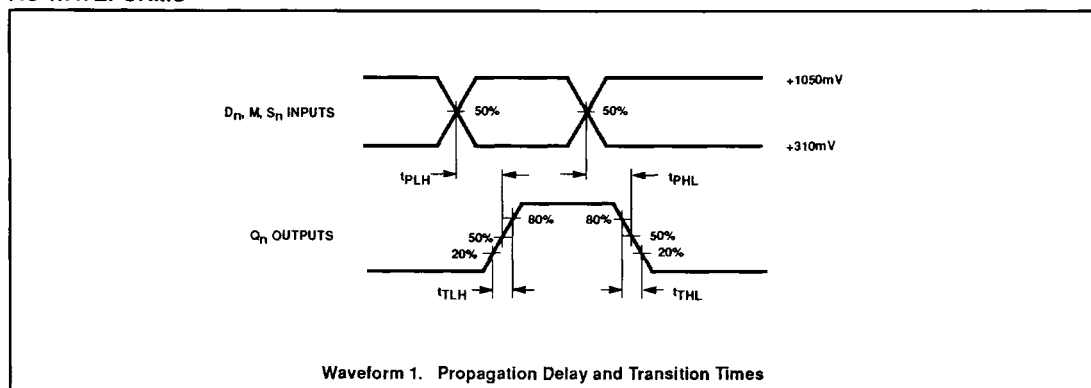 +1050mV
Dn, M, Sn INPUTS
50%
50%
+310mV
tPLH
tPHL
80%
80%
Qn OUTPUTS
50%
50%
20%
20%
tTLH
tTHL
Waveform 1. Propagation Delay and Transition Times